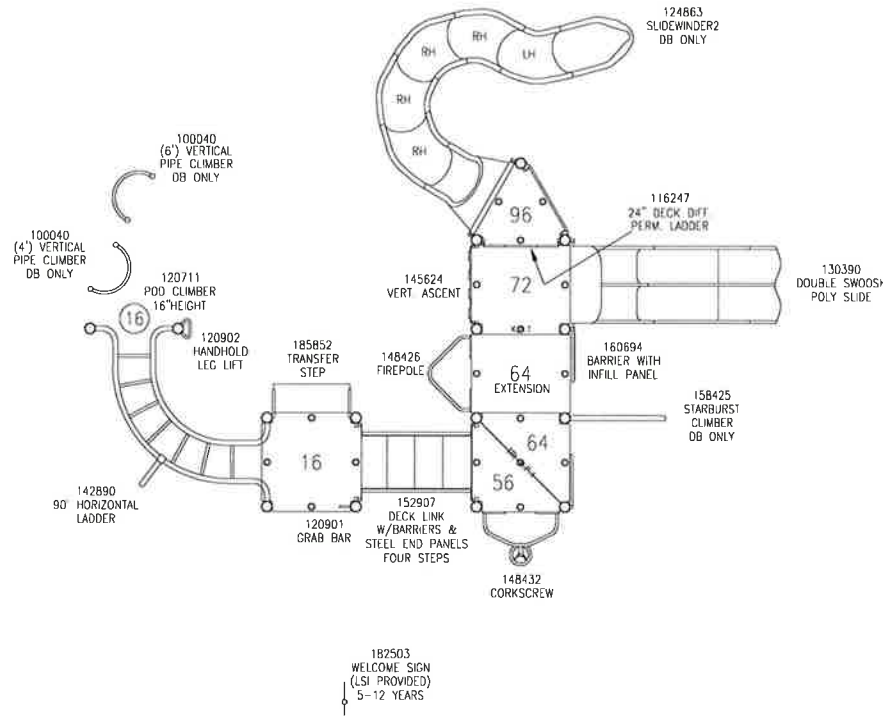 124863
SLIDEWINDER2
DB ONLY
RH
RH
LH
RH
RH
RH
100040
(6') VERTICAL
PIPE CLIMBER
DB ONLY
100040
(4') VERTICAL
PIPE CLIMBER
DB ONLY
120711
POD CLIMBER
16"HEIGHT
16
120902
HANDHOLD
LEG LIFT
96
116247
24" DECK DIFF
PERM. LADDER
145624
VERT. ASCENT
72
130390
DOUBLE SWOOSH
POLY SLIDE
185852
TRANSFER
STEP
148426
FIREPOLE
64
EXTENSION
160694
BARRIER WITH
INFILL PANEL
158425
STARBURST
CLIMBER
DB ONLY
64
56
16
142890
90° HORIZONTAL
LADDER
120901
GRAB BAR
152907
DECK LINK
W/BARRIERS &
STEEL END PANELS
FOUR STEPS
148432
CORKSCREW
182503
WELCOME SIGN
(LSI PROVIDED)
5-12 YEARS